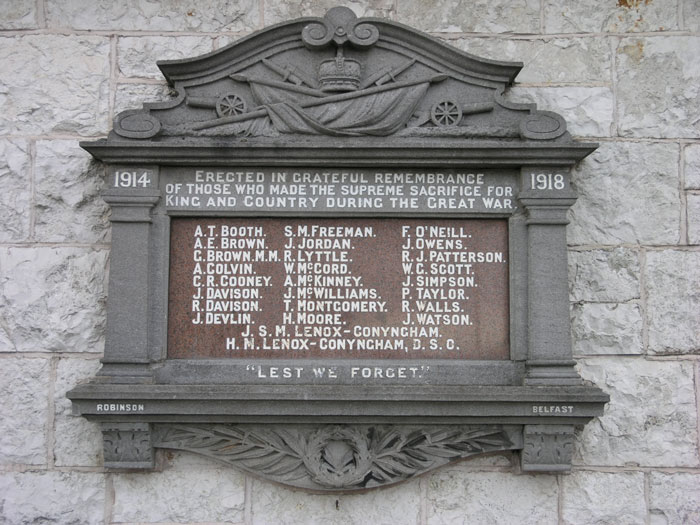 1914
1918
ERECTED IN GRATEFUL REMEMBRANCE
OF THOSE WHO MADE THE SUPREME SACRIFICE FOR
KING AND COUNTRY DURING THE GREAT WAR.
A.T. BOOTH. S.M. FREEMAN. F. O'NEILL.
A.E. BROWN. J. JORDAN. J. OWENS.
G. BROWN. M.M. R. LYTTLE. R.J. PATTERSON.
A. COLVIN. W. McCORD. W.G. SCOTT.
C.R. COONEY. A. McKINNEY. J. SIMPSON.
J. DAVISON. J. McWILLIAMS. P. TAYLOR.
R. DAVISON. T. MONTGOMERY. R. WALLS.
J. DEVLIN. H. MOORE. J. WATSON.
J. S. M. LENOX-CONYNGHAM.
H. M. LENOX-CONYNGHAM, D.S.O.
"LEST WE FORGET."
ROBINSON
BELFAST